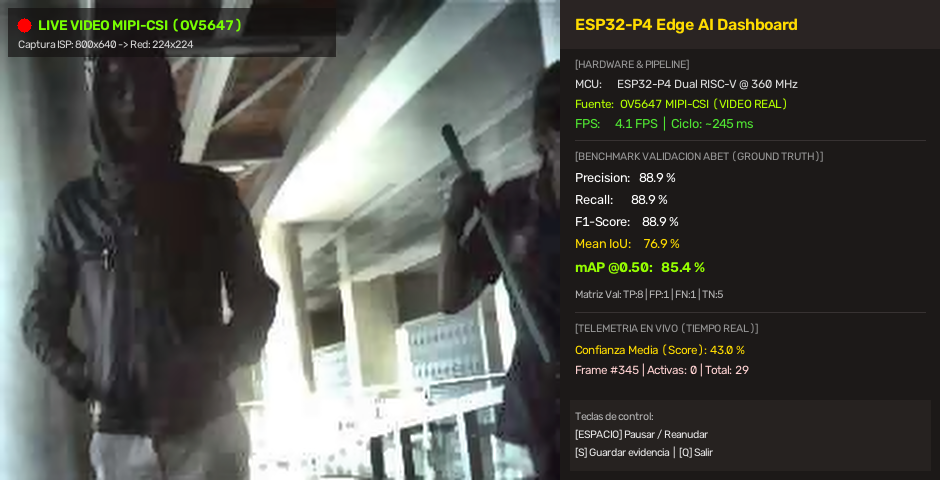 LIVE VIDEO MIPI-CSI (OV5647)
Captura ISP: 800x640 -> Red: 224x224
ESP32-P4 Edge AI Dashboard
[HARDWARE & PIPELINE]
MCU: ESP32-P4 Dual RISC-V @ 360 MHz
Fuente: OV5647 MIPI-CSI (VIDEO REAL)
FPS: 4.1 FPS | Ciclo: ~245 ms
[BENCHMARK VALIDACION ABET (GROUND TRUTH)]
Precision: 88.9 %
Recall: 88.9 %
F1-Score: 88.9 %
Mean IoU: 76.9 %
mAP @0.50: 85.4 %
Matriz Val: TP:8 | FP:1 | FN:1 | TN:5
[TELEMETRIA EN VIVO (TIEMPO REAL)]
Confianza Media (Score): 43.0 %
Frame #345 | Activas: 0 | Total: 29
Teclas de control:
[ESPACIO] Pausar / Reanudar
[S] Guardar evidencia | [Q] Salir